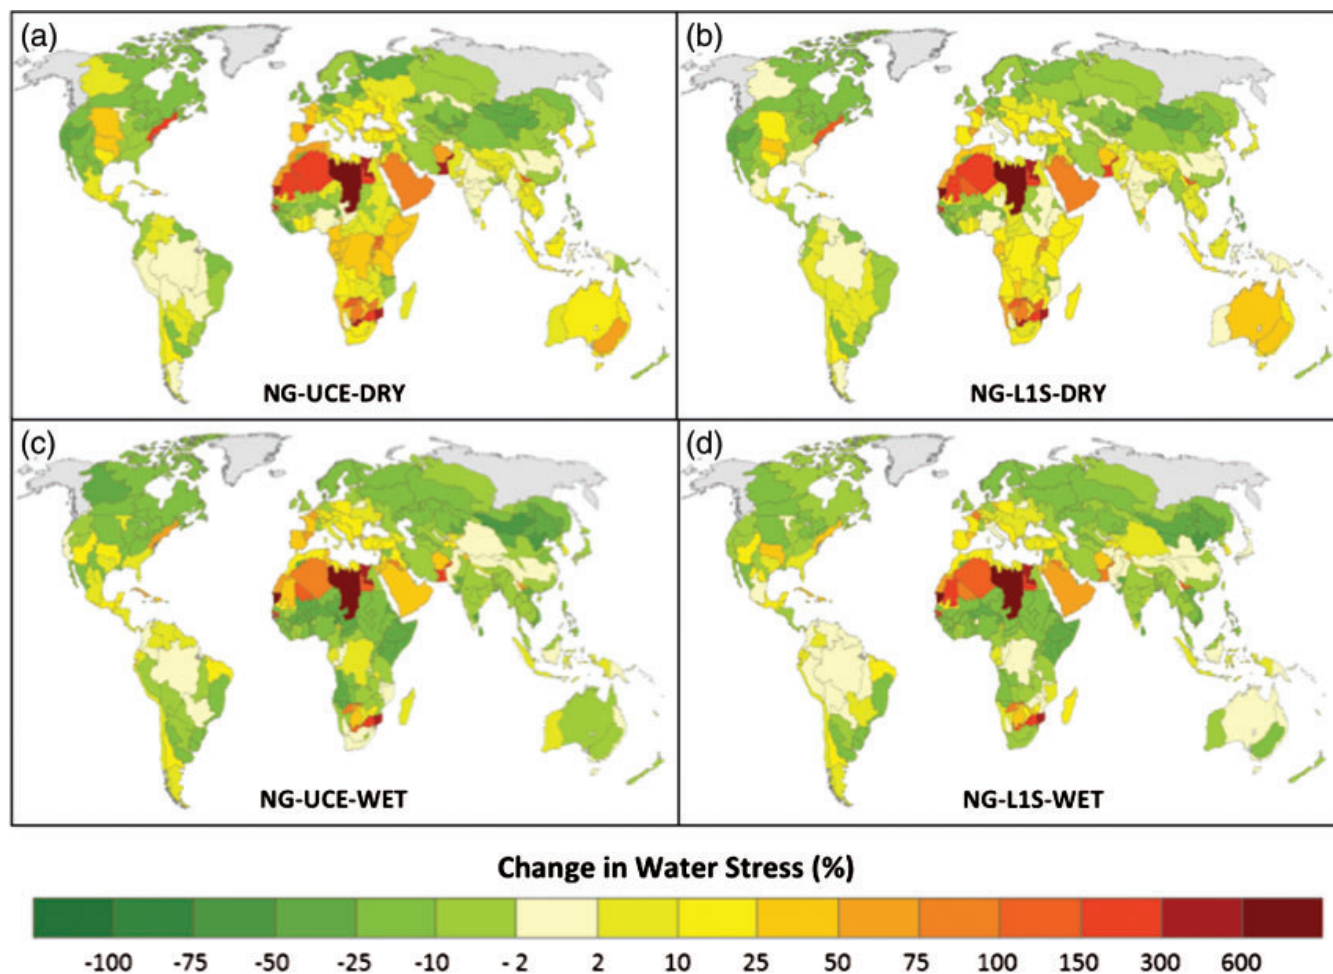 (a)
(b)
NG-UCE-DRY
NG-L1S-DRY
(c)
(d)
NG-UCE-WET
NG-L1S-WET
Change in Water Stress (%)
-100 -75 -50 -25 -10 - 2 2 10 25 50 75 100 150 300 600